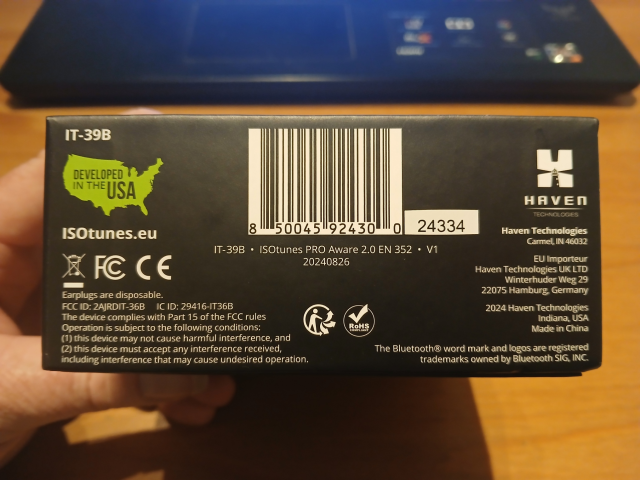 IT-39B
DEVELOPED
IN THE USA
ISOtunes.eu
FC CE
Earplugs are disposable.
FCC ID: 2AJRDIT-36B IC ID: 29416-IT36B
The device complies with Part 15 of the FCC rules
Operation is subject to the following conditions:
(1) this device may not cause harmful interference, and
(2) this device must accept any interference received,
including interference that may cause undesired operation.
8 50045 92430 0
24334
IT-39B • ISOtunes PRO Aware 2.0 EN 352 • V1
20240826
RoHS
COMPLIANT
HAVEN
TECHNOLOGIES
Haven Technologies
Carmel, IN 46032
EU Importeur
Haven Technologies UK LTD
Winterhuder Weg 29
22075 Hamburg, Germany
2024 Haven Technologies
Indiana, USA
Made in China
The Bluetooth® word mark and logos are registered
trademarks owned by Bluetooth SIG, INC.